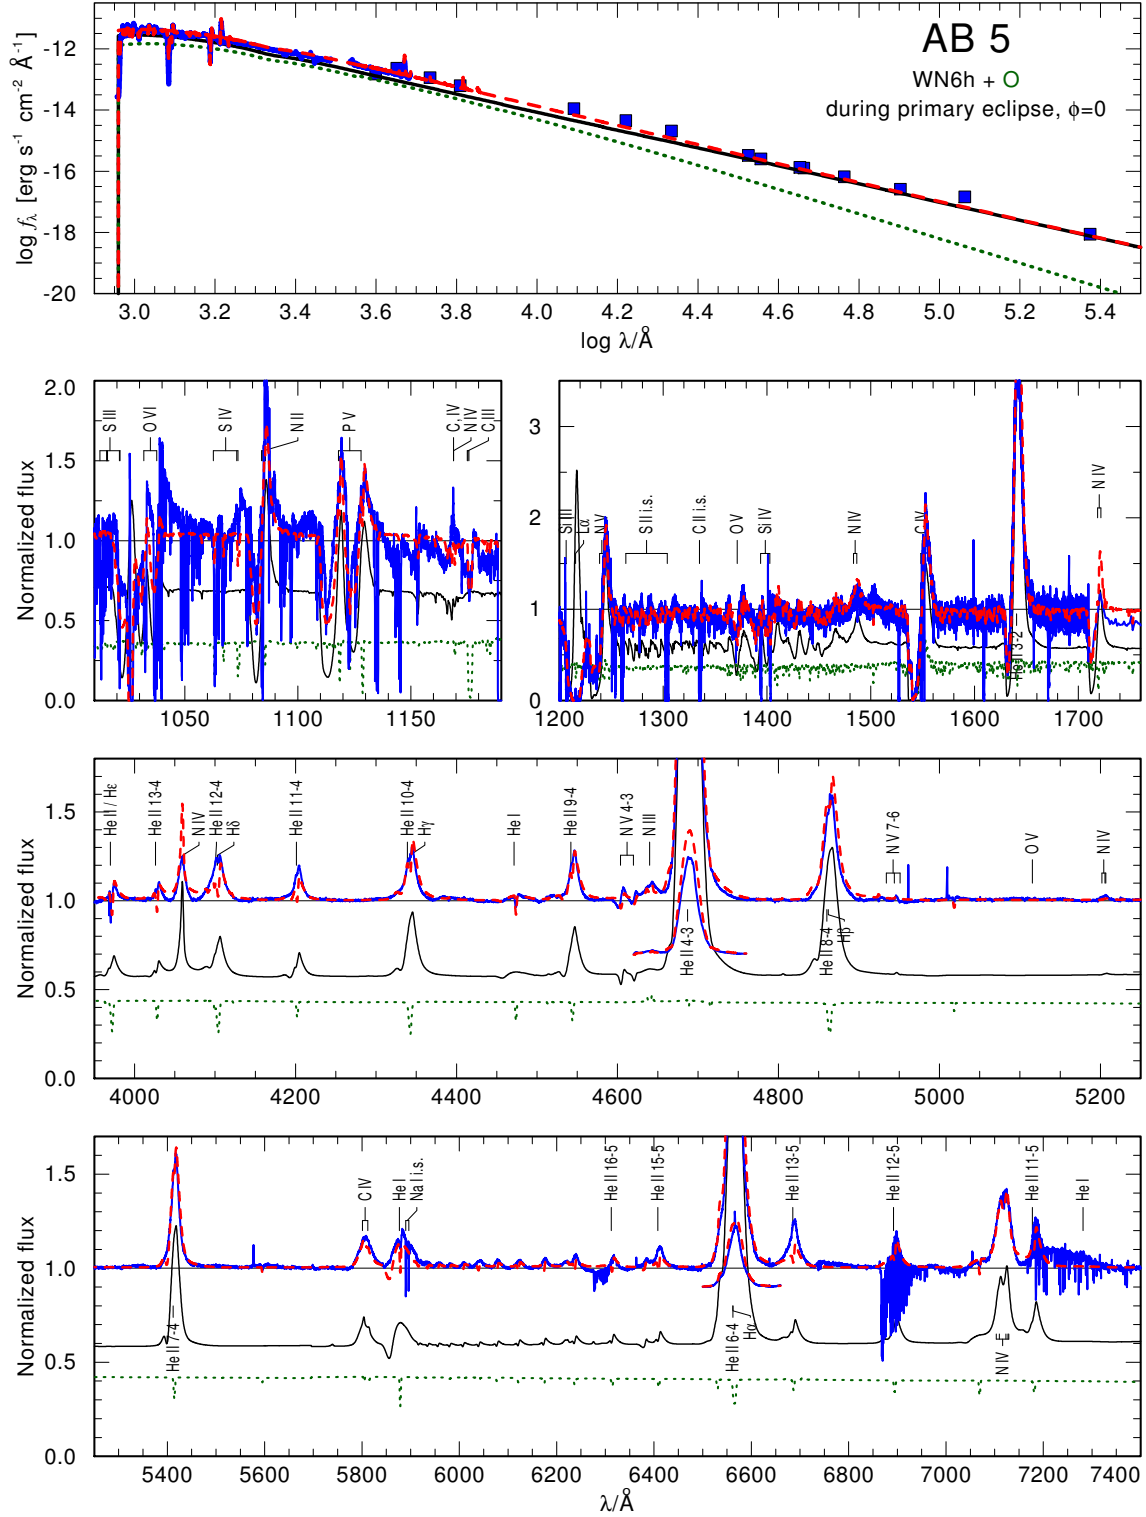 AB 5
WN6h + O
during primary eclipse, ϕ=0
log fλ [erg s⁻¹ cm⁻² Å⁻¹]
-12
-14
-16
-18
-20
3.0 3.2 3.4 3.6 3.8 4.0 4.2 4.4 4.6 4.8 5.0 5.2 5.4
log λ/Å
Normalized flux
2.0
1.5
1.0
0.5
0.0
S III
O VI
S IV
N II
P V
C IV
N IV
C III
1050 1100 1150
3
2
1
0
Si III
Lα
N V
S II i.s.
C II i.s.
O V
Si IV
N IV
C IV
He II 3-2
N IV
1200 1300 1400 1500 1600 1700
Normalized flux
1.5
1.0
0.5
0.0
He II / Hε
He II 13-4
N IV
He II 12-4
Hδ
He II 11-4
He II 10-4
Hγ
He I
He II 9-4
N V 4-3
N III
He II 4-3
He II 8-4
Hβ
N V 7-6
O V
N IV
4000 4200 4400 4600 4800 5000 5200
Normalized flux
1.5
1.0
0.5
0.0
He II 7-4
C IV
He I
Na I i.s.
He II 16-5
He II 15-5
He II 6-4
Hα
He II 13-5
He II 12-5
N IV
He II 11-5
He I
5400 5600 5800 6000 6200 6400 6600 6800 7000 7200 7400
λ/Å